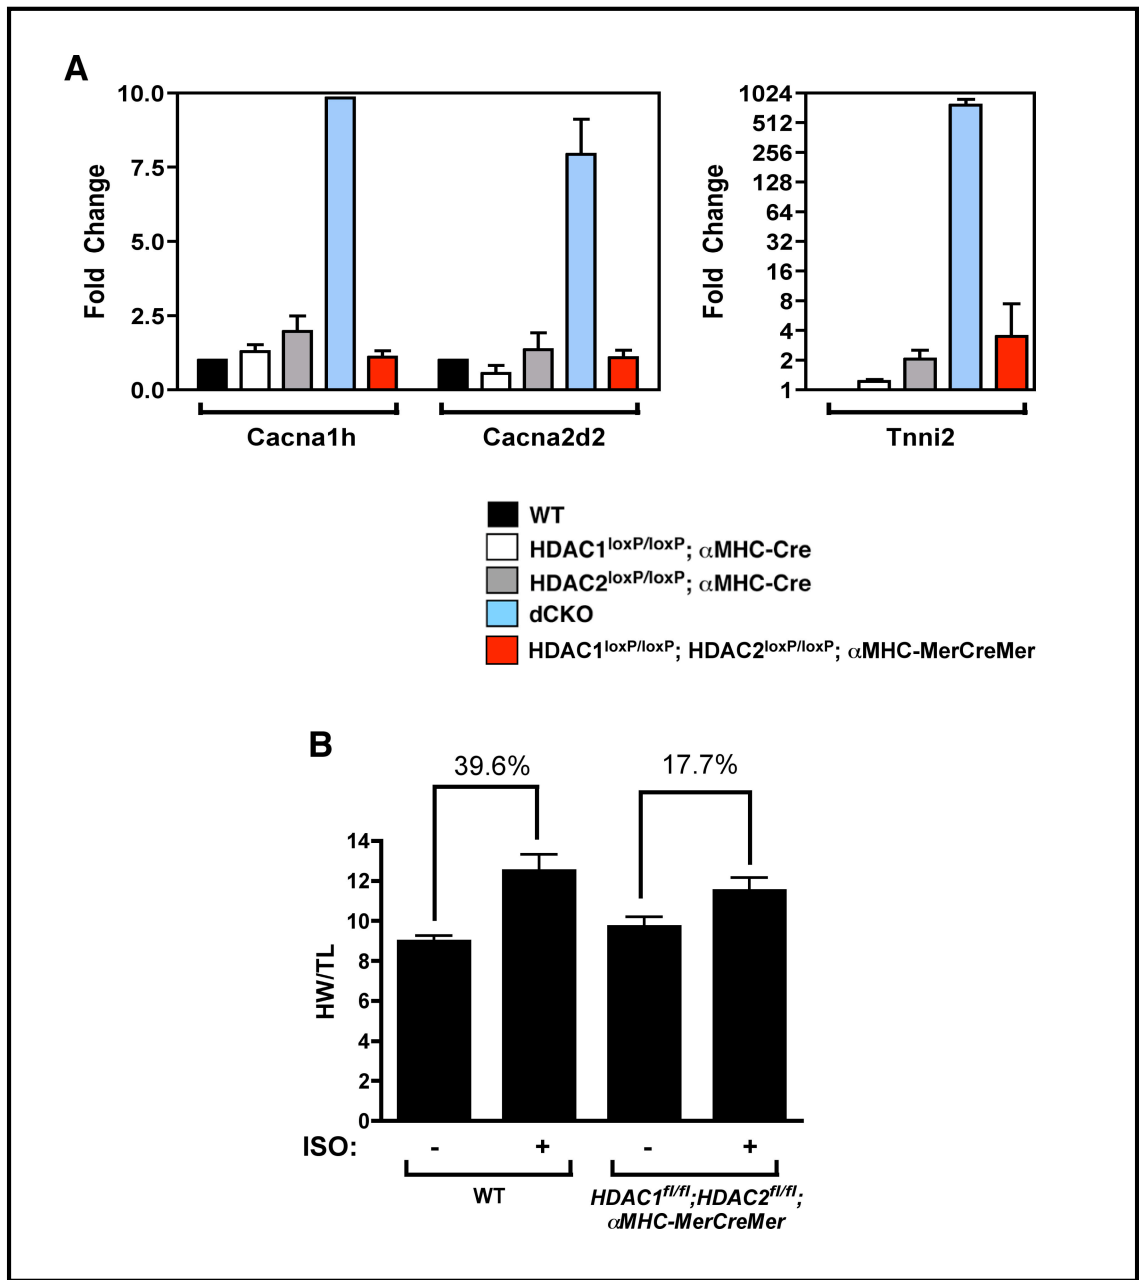 A
10.0
7.5
5.0
2.5
0.0
Fold Change
Cacna1h
Cacna2d2
1024
512
256
128
64
32
16
8
4
2
1
Fold Change
Tnni2
WT
HDAC1loxP/loxP; αMHC-Cre
HDAC2loxP/loxP; αMHC-Cre
dCKO
HDAC1loxP/loxP; HDAC2loxP/loxP; αMHC-MerCreMer
B
39.6%
17.7%
14
12
10
8
6
4
2
0
HW/TL
ISO: - + - +
WT
HDAC1fl/fl;HDAC2fl/fl;
αMHC-MerCreMer